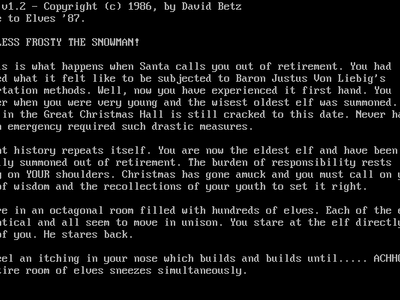 v1.2 - Copyright (c) 1986, by David Betz
e to Elves '87.
LESS FROSTY THE SNOWMAN!
s is what happens when Santa calls you out of retirement. You had
ed what it felt like to be subjected to Baron Justus Von Liebig's
rtation methods. Well, now you have experienced it first hand. You
er when you were very young and the wisest oldest elf was summoned.
in the Great Christmas Hall is still cracked to this date. Never ha
n emergency required such drastic measures.
t history repeats itself. You are now the eldest elf and have been
ly summoned out of retirement. The burden of responsibility rests
y on YOUR shoulders. Christmas has gone amuck and you must call on y
of wisdom and the recollections of your youth to set it right.
re in an octagonal room filled with hundreds of elves. Each of the e
ntical and all seem to move in unison. You stare at the elf directly
of you. He stares back.
eel an itching in your nose which builds and builds until..... ACHHO
tire room of elves sneezes simultaneously.